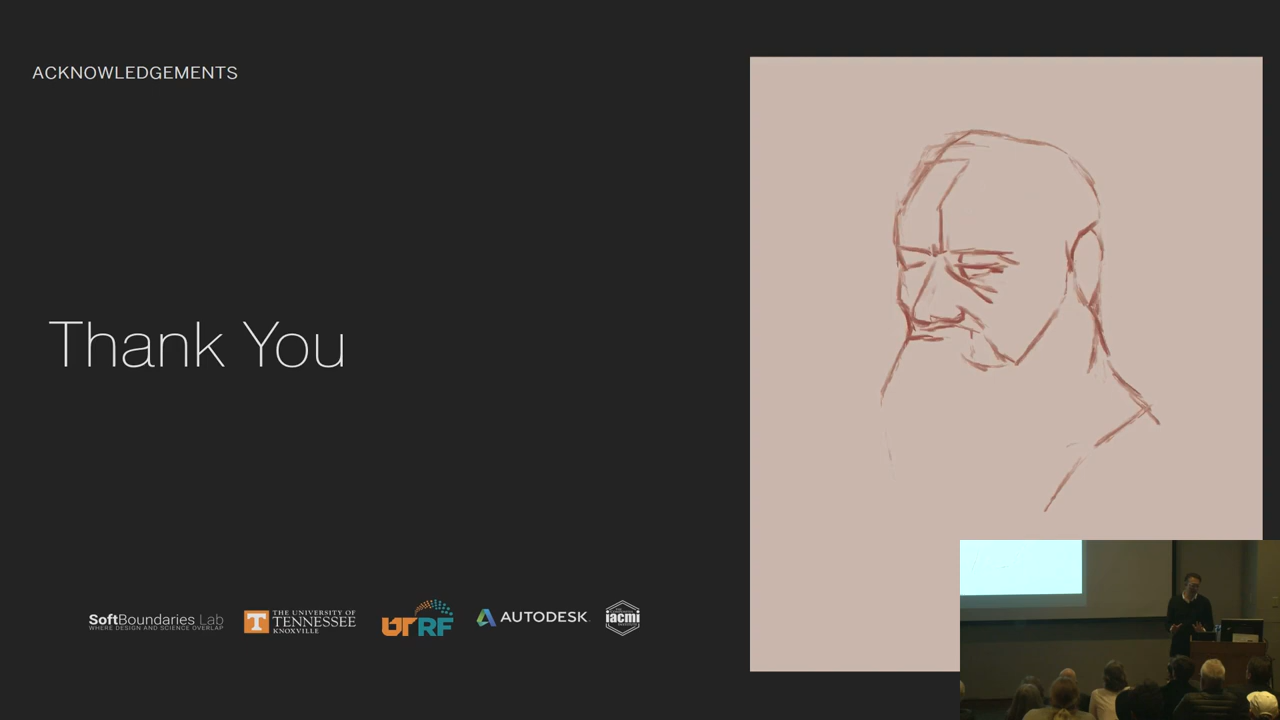 ACKNOWLEDGEMENTS
Thank You
SoftBoundaries Lab
WHERE DESIGN AND SCIENCE OVERLAP
T THE UNIVERSITY OF
TENNESSEE
KNOXVILLE
UTRF
AUTODESK.
iacmi